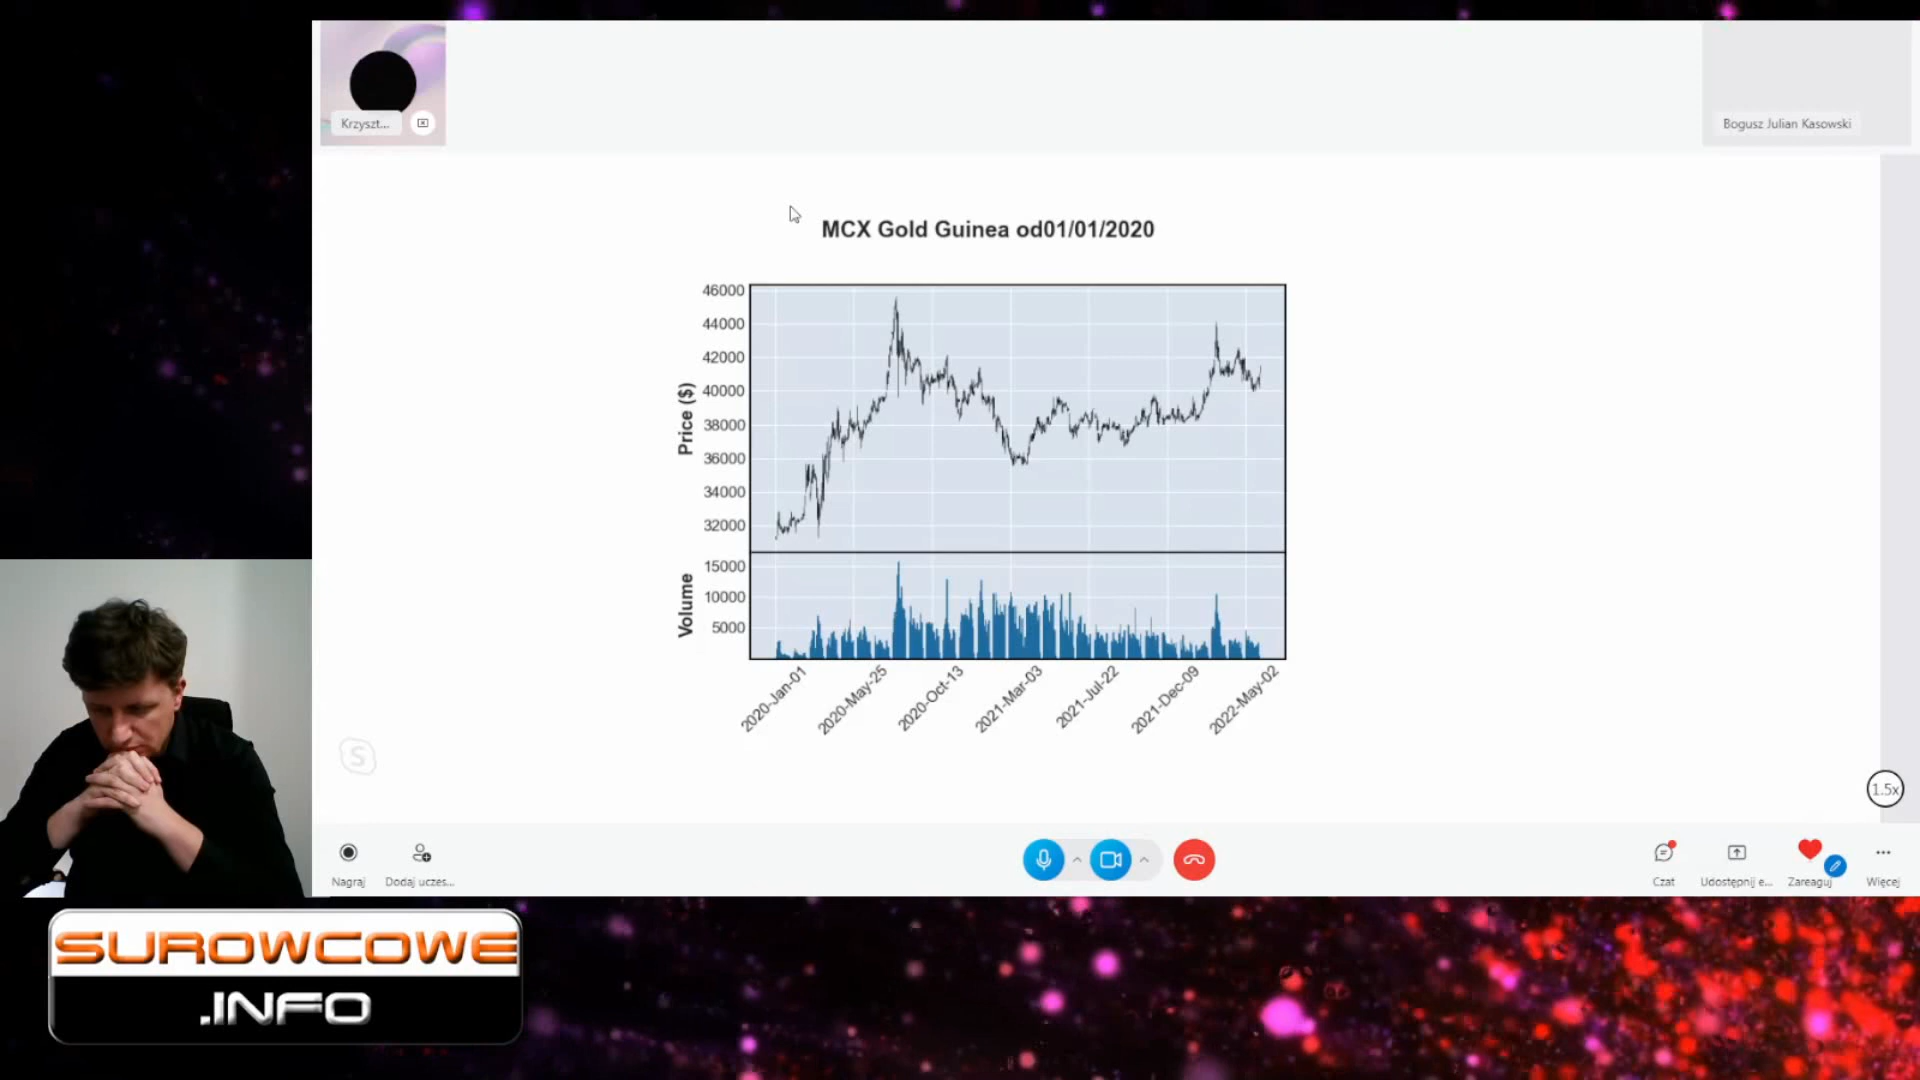 Krzyszt...
Bogusz Julian Kasowski
MCX Gold Guinea od01/01/2020
Price ($)
46000
44000
42000
40000
38000
36000
34000
32000
Volume
15000
10000
5000
2020-Jan-01
2020-May-25
2020-Oct-13
2021-Mar-03
2021-Jul-22
2021-Dec-09
2022-May-02
S
1.5x
Nagraj
Dodaj uczes...
Czat
Udostępnij e...
Zareaguj
Więcej
SUROWCOWE
.INFO